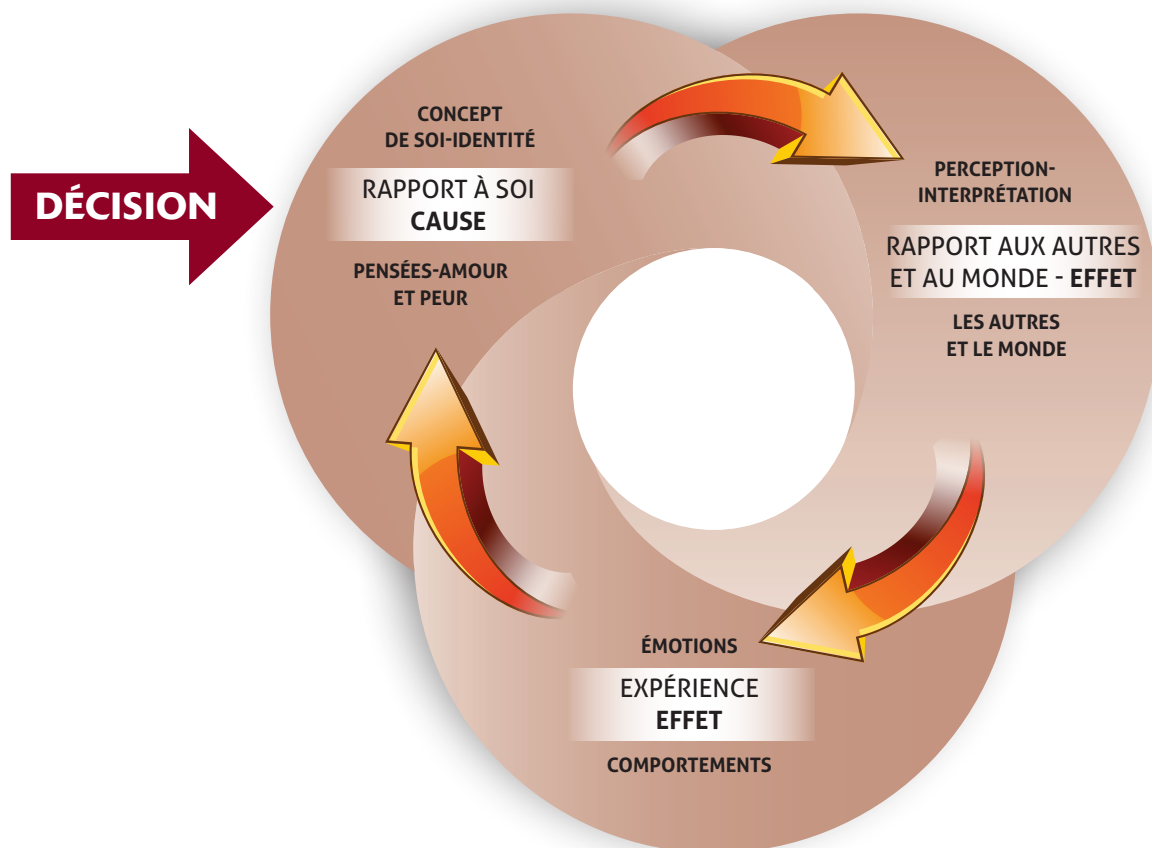 DÉCISION
CONCEPT
DE SOI-IDENTITÉ
RAPPORT À SOI
CAUSE
PENSÉES-AMOUR
ET PEUR
PERCEPTION-
INTERPRÉTATION
RAPPORT AUX AUTRES
ET AU MONDE - EFFET
LES AUTRES
ET LE MONDE
ÉMOTIONS
EXPÉRIENCE
EFFET
COMPORTEMENTS